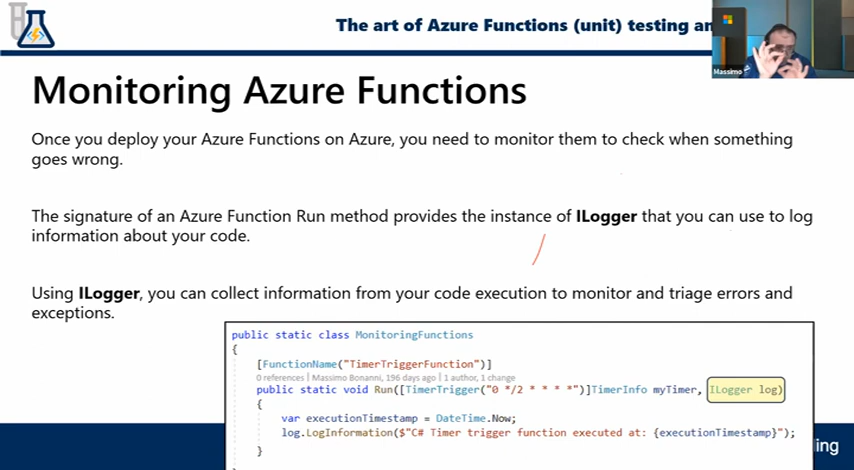 The art of Azure Functions (unit) testing an
Massimo
Monitoring Azure Functions
Once you deploy your Azure Functions on Azure, you need to monitor them to check when something
goes wrong.
The signature of an Azure Function Run method provides the instance of ILogger that you can use to log
information about your code.
Using ILogger, you can collect information from your code execution to monitor and triage errors and
exceptions.
public static class MonitoringFunctions
{
[FunctionName("TimerTriggerFunction")]
0 references | Massimo Bonanni, 196 days ago | 1 author, 1 change
public static void Run([TimerTrigger("0 */2 * * * *")]TimerInfo myTimer, ILogger log)
{
var executionTimestamp = DateTime.Now;
log.LogInformation($"C# Timer trigger function executed at: {executionTimestamp}");
}
ing